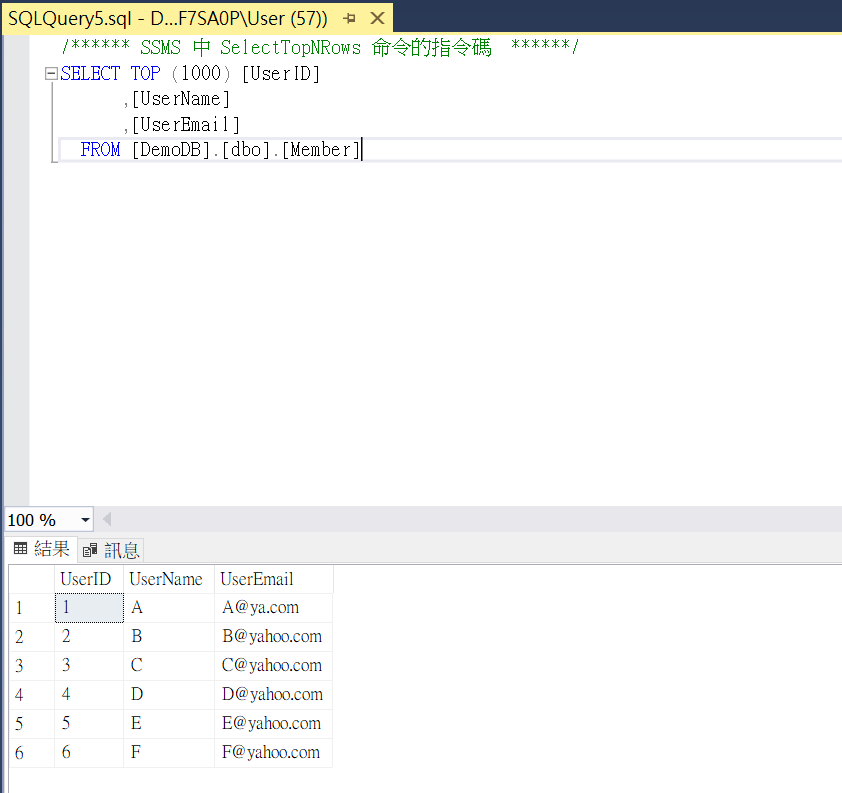 SQLQuery5.sql - D...F7SA0P\User (57))
/****** SSMS 中 SelectTopNRows 命令的指令碼  ******/
SELECT TOP (1000) [UserID]
,[UserName]
,[UserEmail]
FROM [DemoDB].[dbo].[Member]
100 %
結果 訊息
UserID UserName UserEmail
1 1 A A@ya.com
2 2 B B@yahoo.com
3 3 C C@yahoo.com
4 4 D D@yahoo.com
5 5 E E@yahoo.com
6 6 F F@yahoo.com